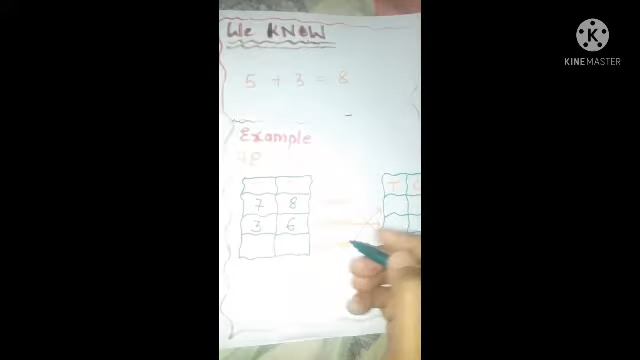 We KNOW
5 + 3 = 8
Example
T
7 8
3 6
K
KINEMASTER